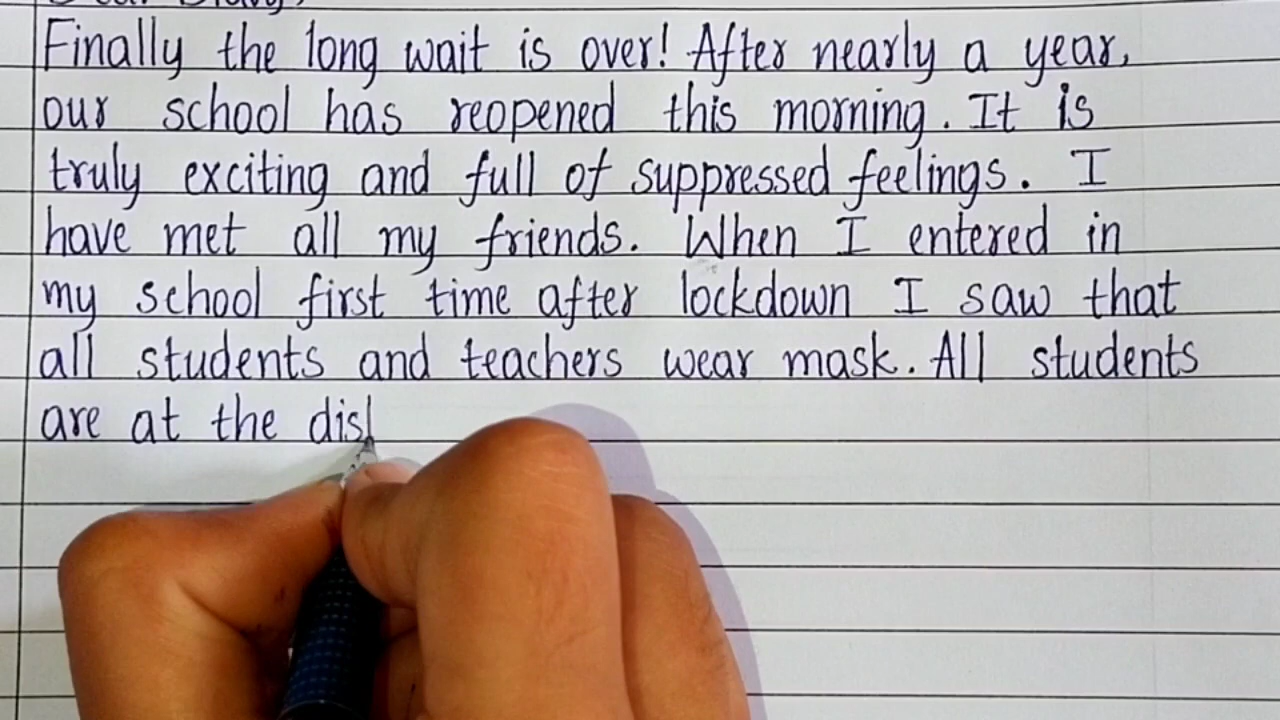 Dear Diary,
Finally the long wait is over! After nearly a year,
our school has reopened this morning. It is
truly exciting and full of suppressed feelings. I
have met all my friends. When I entered in
my school first time after lockdown I saw that
all students and teachers wear mask. All students
are at the dis